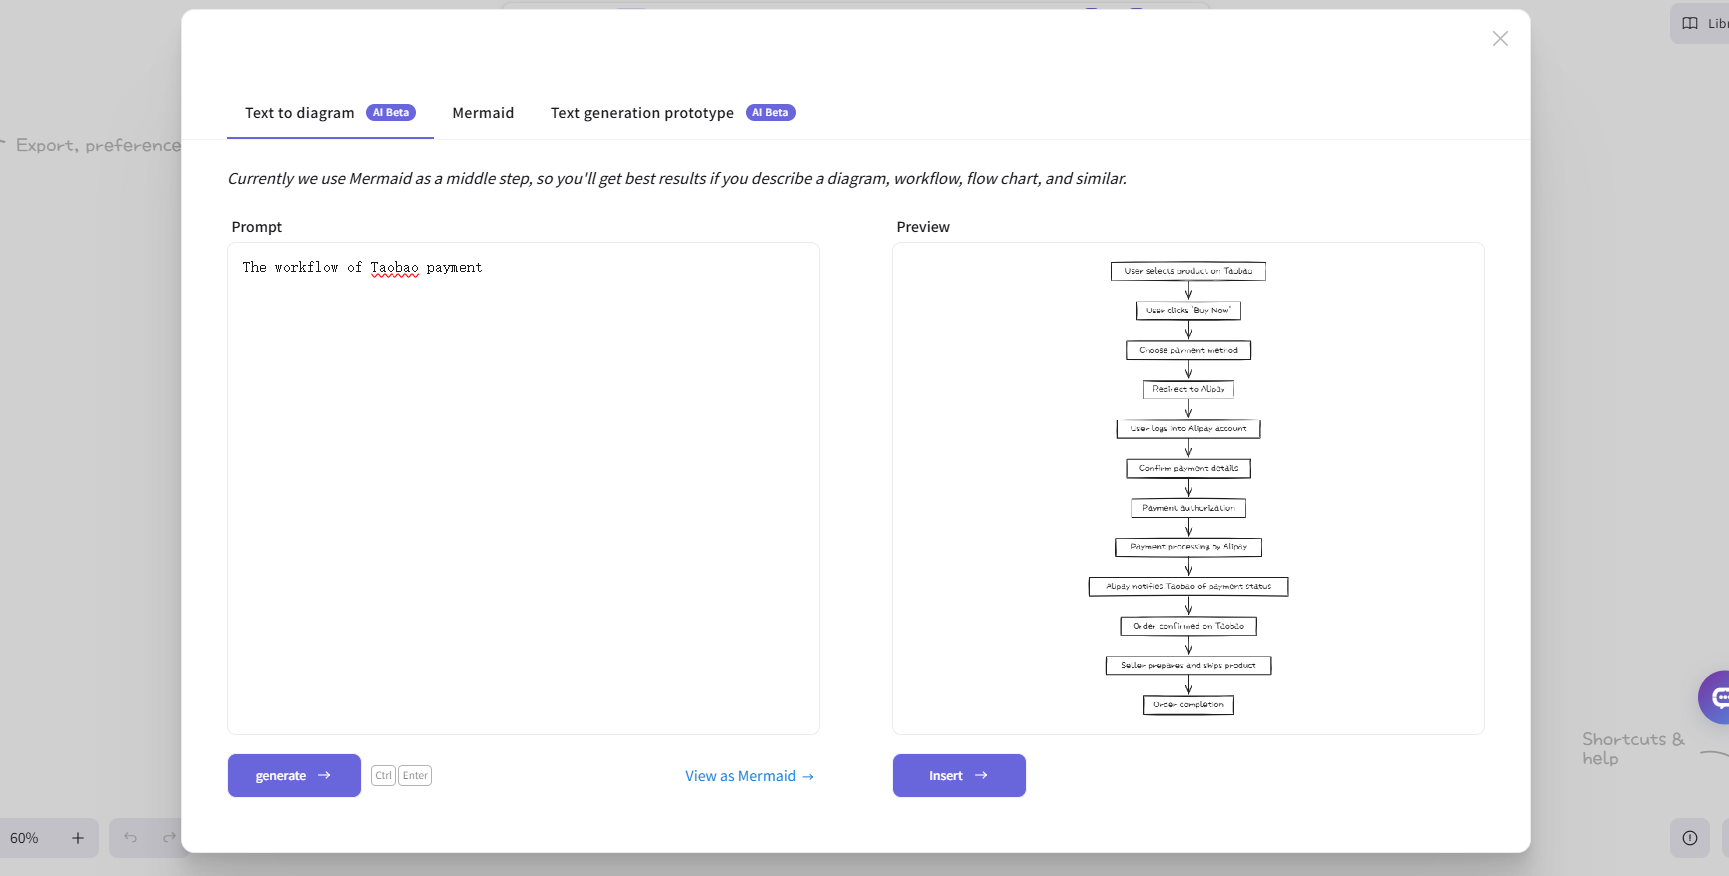 Libr
Export, preference
Text to diagram AI Beta Mermaid Text generation prototype AI Beta
Currently we use Mermaid as a middle step, so you'll get best results if you describe a diagram, workflow, flow chart, and similar.
Prompt
Preview
The workflow of Taobao payment
User selects product on Taobao
User clicks 'Buy Now'
Choose payment method
Redirect to Alipay
User logs into Alipay account
Confirm payment details
Payment authorization
Payment processing by Alipay
Alipay notifies Taobao of payment status
Order confirmed on Taobao
Seller prepares and ships product
Order completion
generate → Ctrl Enter
View as Mermaid →
Insert →
Shortcuts &
help
60% +